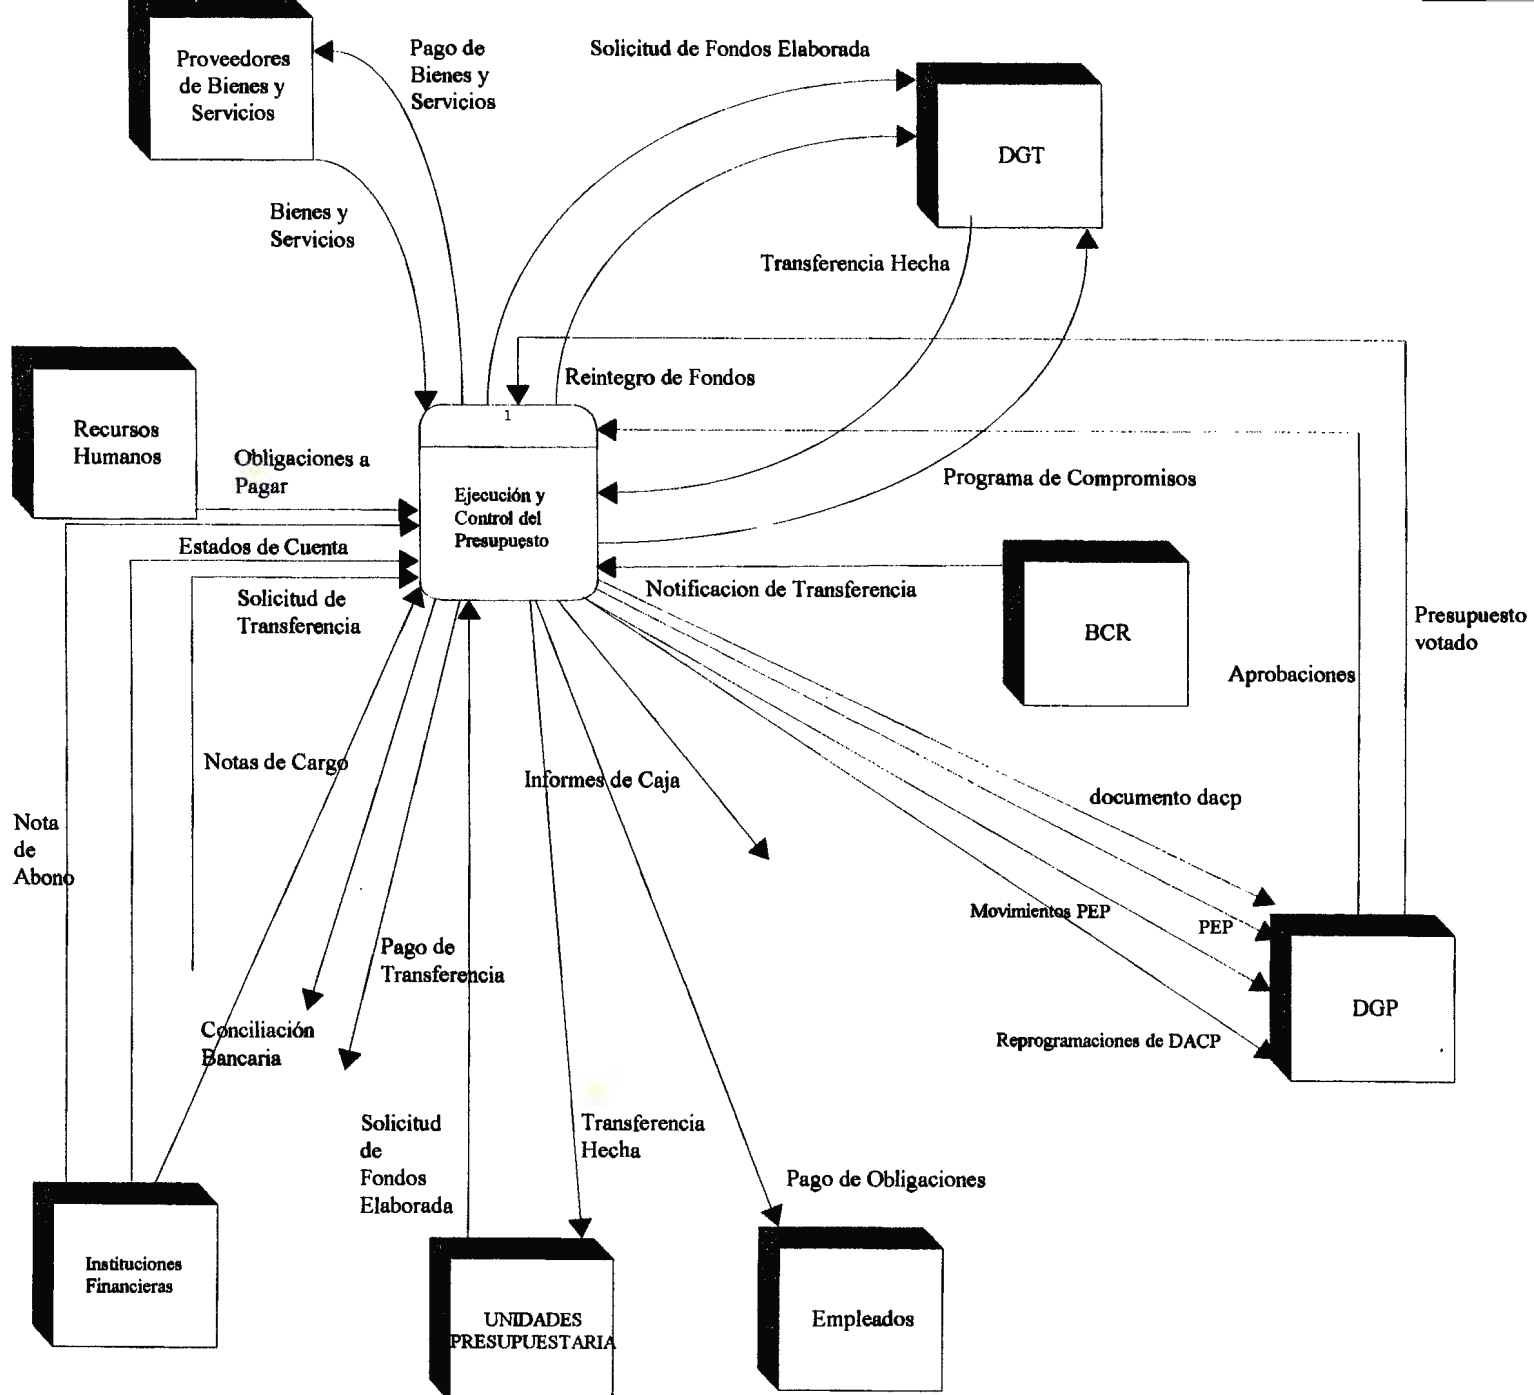 Proveedores
de Bienes y
Servicios
Pago de
Bienes y
Servicios
Solicitud de Fondos Elaborada
DGT
Bienes y
Servicios
Transferencia Hecha
Reintegro de Fondos
Recursos
Humanos
1
Obligaciones a
Pagar
Ejecución y
Control del
Presupuesto
Programa de Compromisos
Estados de Cuenta
Solicitud de
Transferencia
Notificacion de Transferencia
BCR
Presupuesto
votado
Aprobaciones
Notas de Cargo
Informes de Caja
documento dacp
Nota
de
Abono
Movimientos PEP
PEP
Pago de
Transferencia
DGP
Conciliación
Bancaria
Reprogramaciones de DACP
Solicitud
de
Fondos
Elaborada
Transferencia
Hecha
Pago de Obligaciones
Instituciones
Financieras
UNIDADES
PRESUPUESTARIA
Empleados